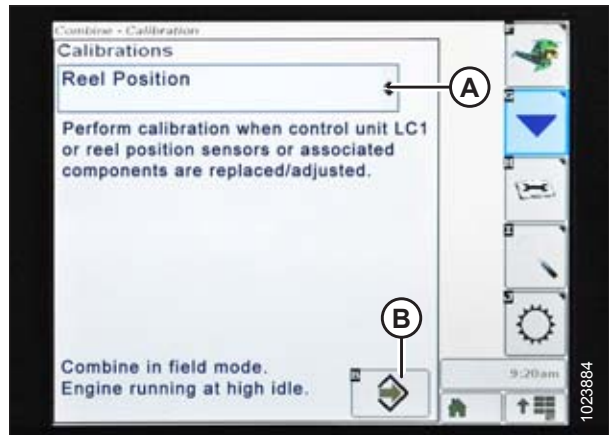 Combine - Calibration
Calibrations
Reel Position
A
Perform calibration when control unit LC1
or reel position sensors or associated
components are replaced/adjusted.
B
Combine in field mode.
Engine running at high idle.
9:20am
1023884